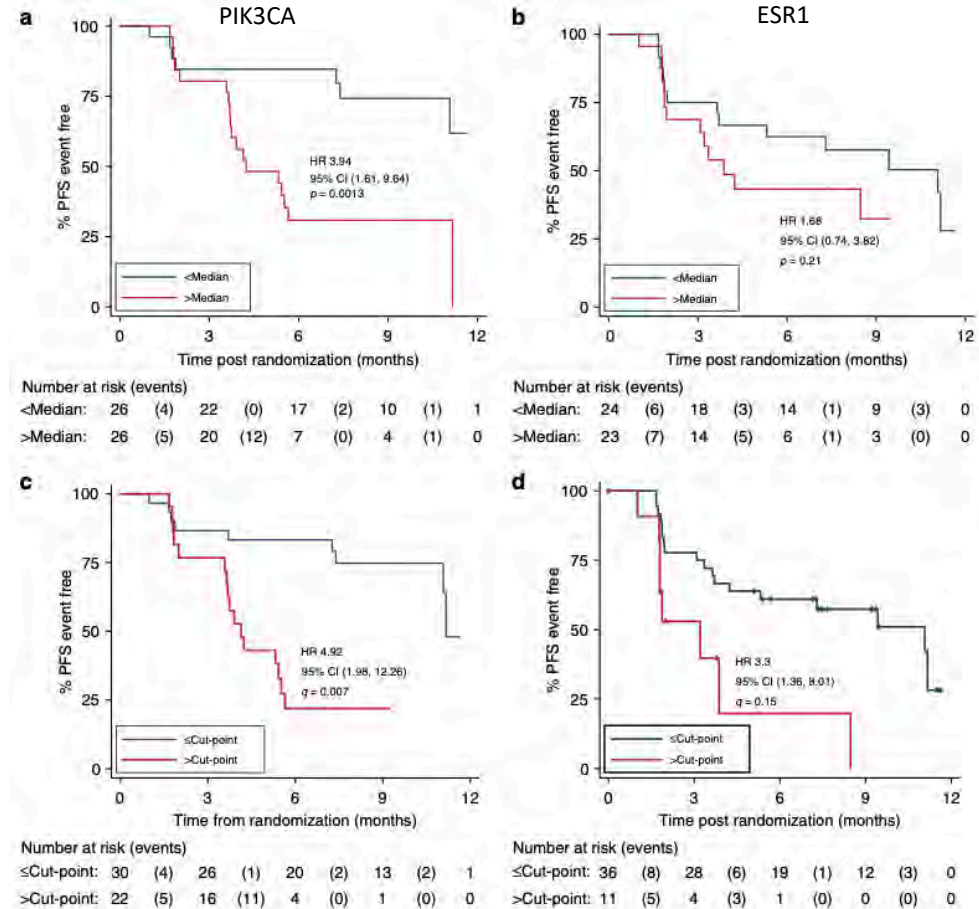 a PIK3CA
100
75
50
25
0
% PFS event free
HR 3.94
95% CI (1.61, 9.64)
p = 0.0013
<Median
>Median
0 3 6 9 12
Time post randomization (months)
Number at risk (events)
<Median: 26 (4) 22 (0) 17 (2) 10 (1) 1
>Median: 26 (5) 20 (12) 7 (0) 4 (1) 0
b ESR1
100
75
50
25
0
% PFS event free
HR 1.68
95% CI (0.74, 3.82)
p = 0.21
<Median
>Median
0 3 6 9 12
Time post randomization (months)
Number at risk (events)
<Median: 24 (6) 18 (3) 14 (1) 9 (3) 0
>Median: 23 (7) 14 (5) 6 (1) 3 (0) 0
c
100
75
50
25
0
% PFS event free
HR 4.92
95% CI (1.98, 12.26)
q = 0.007
≤Cut-point
>Cut-point
0 3 6 9 12
Time from randomization (months)
Number at risk (events)
≤Cut-point: 30 (4) 26 (1) 20 (2) 13 (2) 1
>Cut-point: 22 (5) 16 (11) 4 (0) 1 (0) 0
d
100
75
50
25
0
% PFS event free
HR 3.3
95% CI (1.36, 8.01)
q = 0.15
≤Cut-point
>Cut-point
0 3 6 9 12
Time post randomization (months)
Number at risk (events)
≤Cut-point: 36 (8) 28 (6) 19 (1) 12 (3) 0
>Cut-point: 11 (5) 4 (3) 1 (0) 0 (0) 0